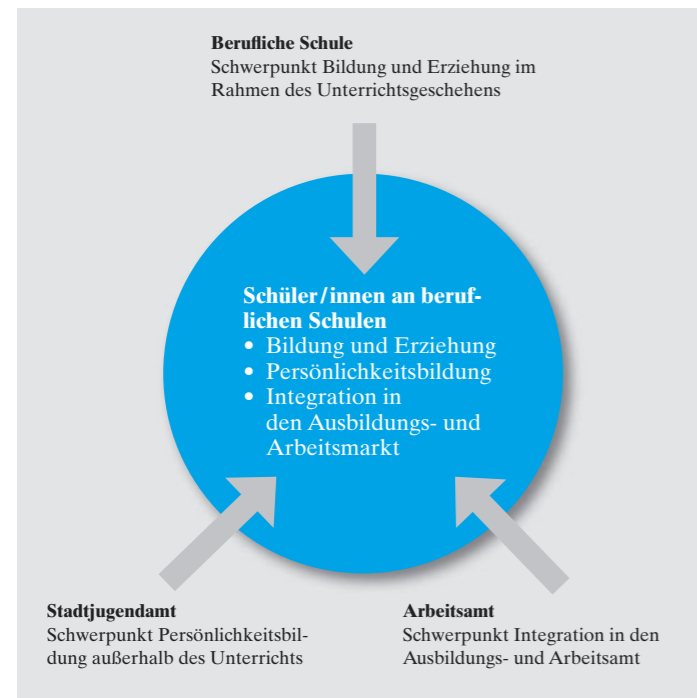 Berufliche Schule
Schwerpunkt Bildung und Erziehung im
Rahmen des Unterrichtsgeschehens
Schüler/innen an beruf-
lichen Schulen
• Bildung und Erziehung
• Persönlichkeitsbildung
• Integration in
den Ausbildungs- und
Arbeitsmarkt
Stadtjugendamt
Schwerpunkt Persönlichkeitsbil-
dung außerhalb des Unterrichts
Arbeitsamt
Schwerpunkt Integration in den
Ausbildungs- und Arbeitsamt